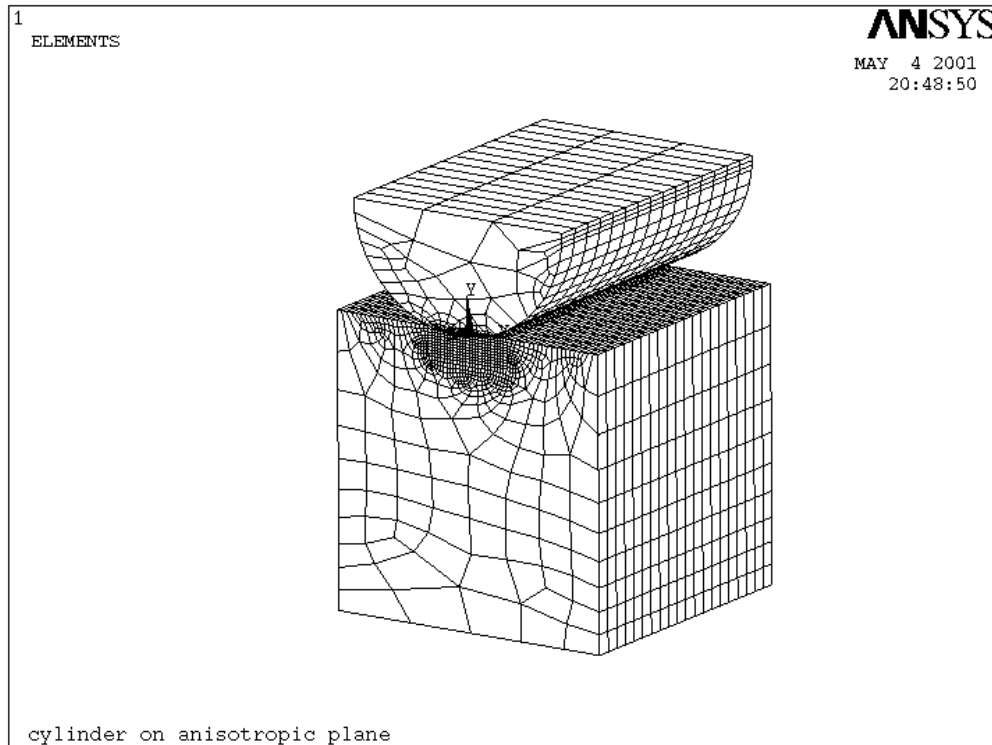 1
ELEMENTS
ANSYS
MAY 4 2001
20:48:50
Y
cylinder on anisotropic plane